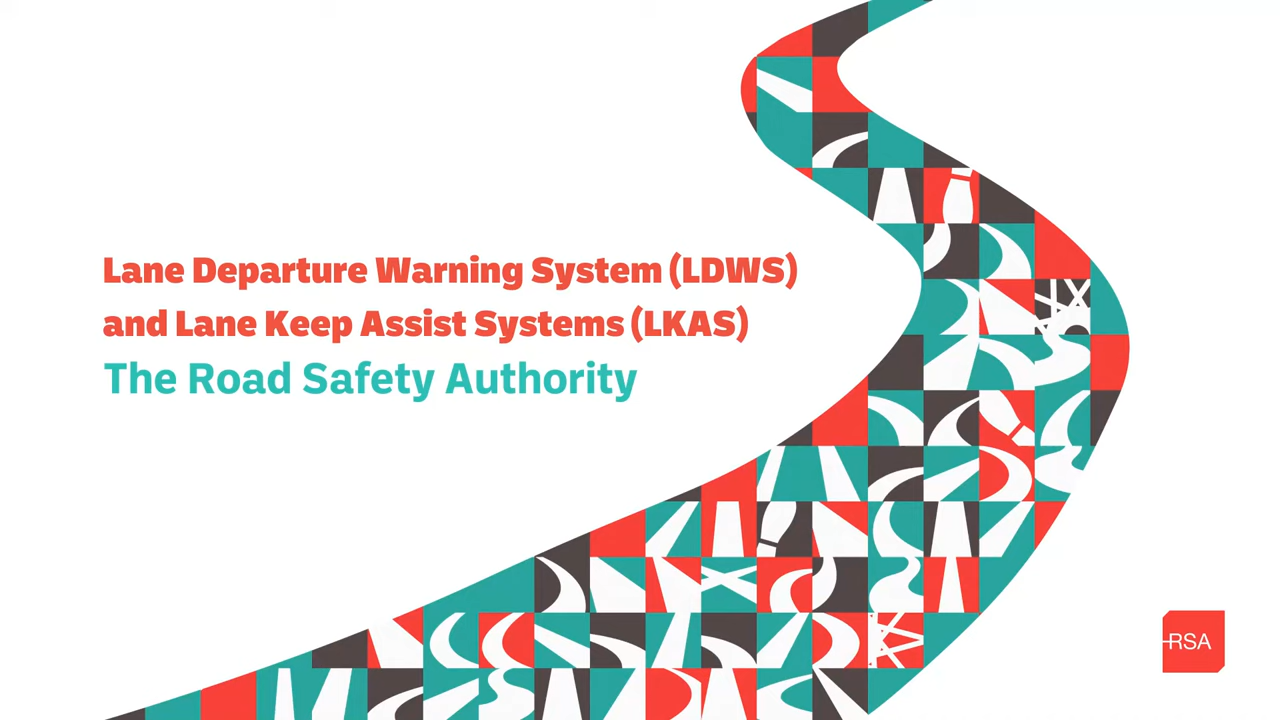 Lane Departure Warning System (LDWS)
and Lane Keep Assist Systems (LKAS)
The Road Safety Authority
RSA